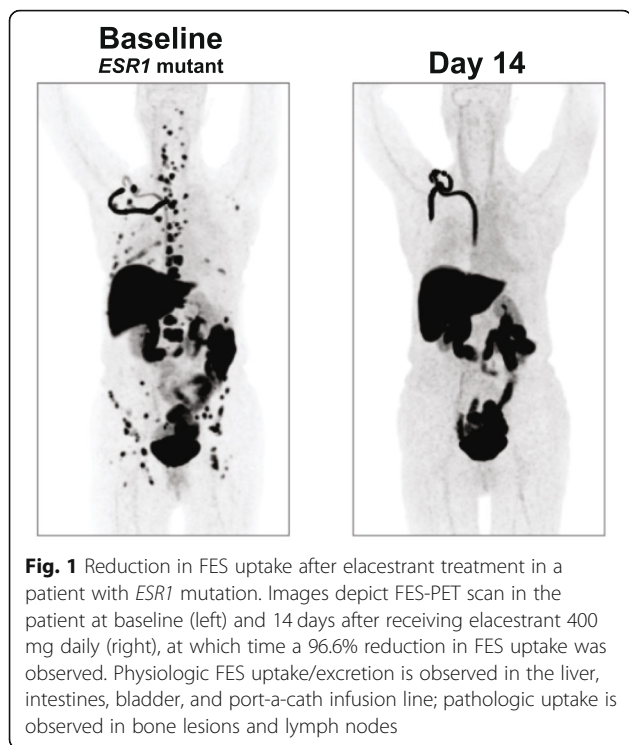 Baseline
ESR1 mutant
Day 14
Fig. 1 Reduction in FES uptake after elacestrant treatment in a
patient with ESR1 mutation. Images depict FES-PET scan in the
patient at baseline (left) and 14 days after receiving elacestrant 400
mg daily (right), at which time a 96.6% reduction in FES uptake was
observed. Physiologic FES uptake/excretion is observed in the liver,
intestines, bladder, and port-a-cath infusion line; pathologic uptake is
observed in bone lesions and lymph nodes